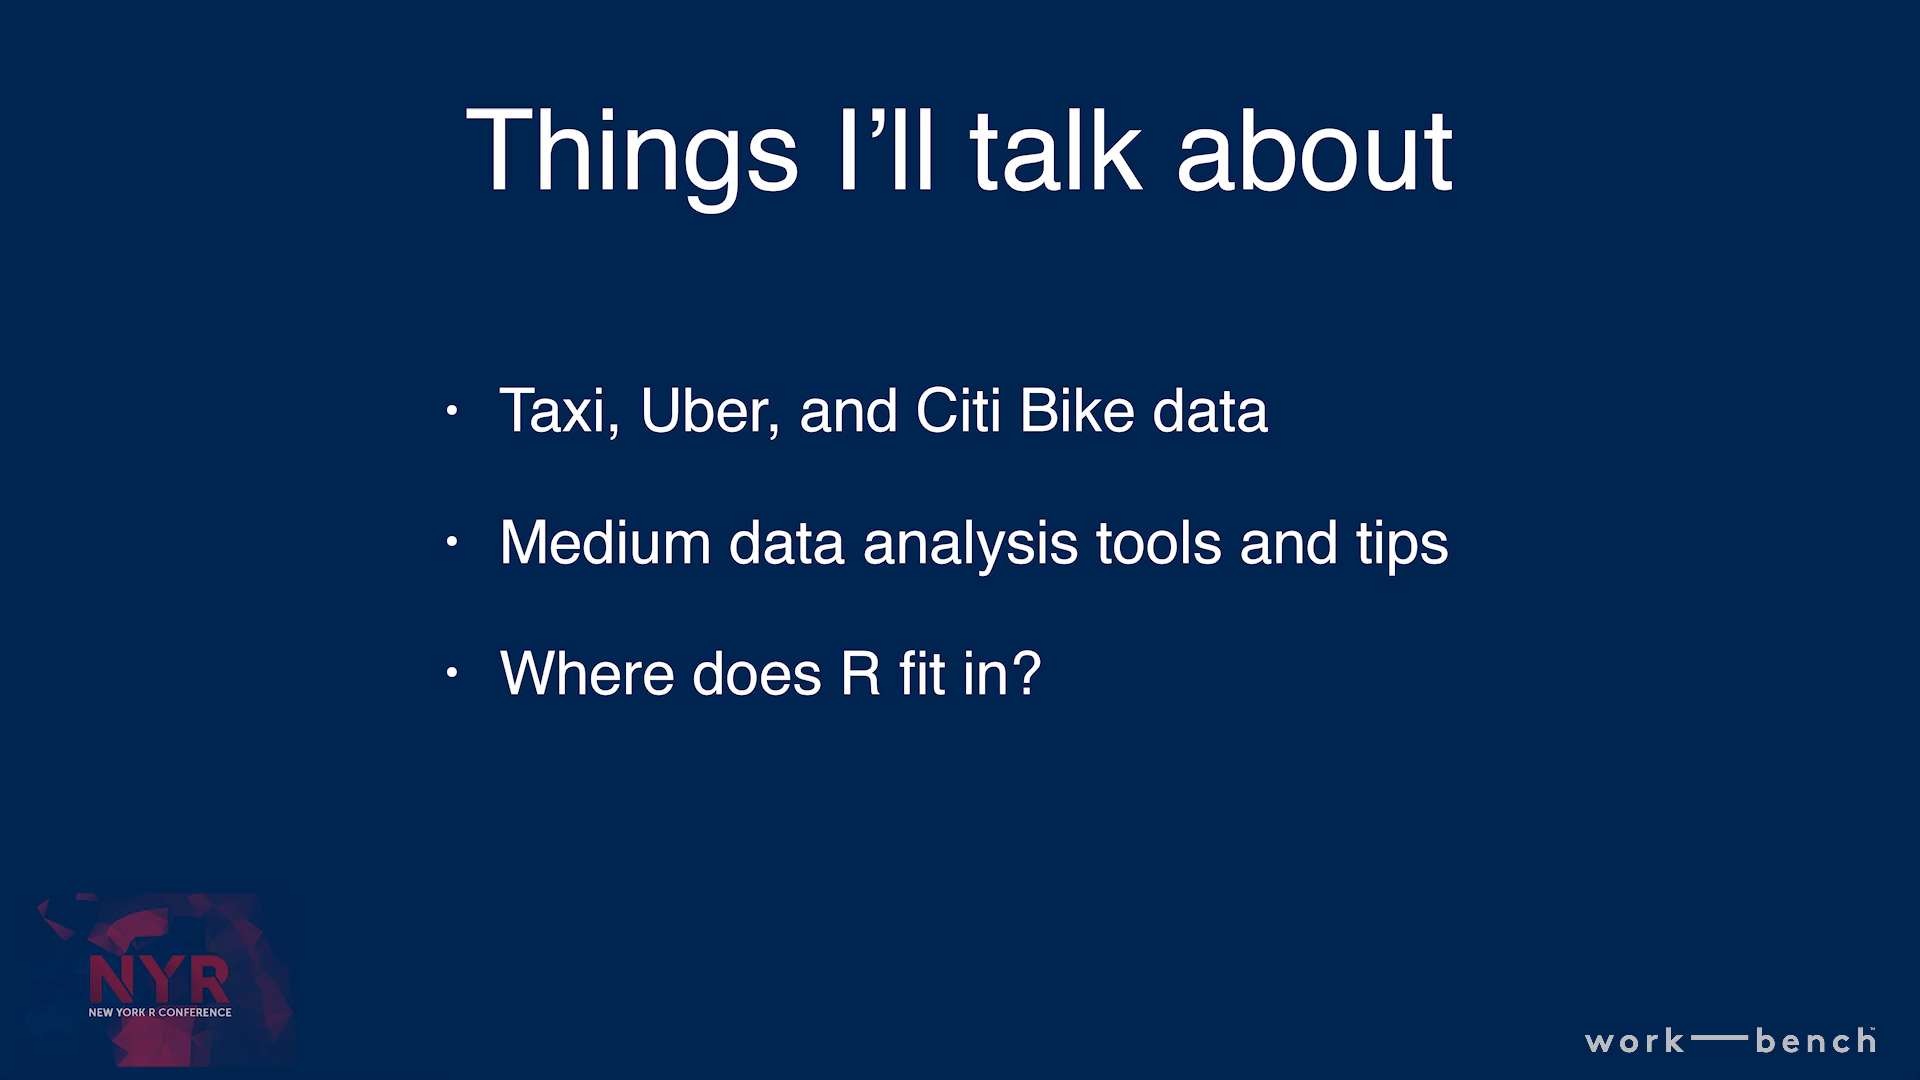 Things I’ll talk about
• Taxi, Uber, and Citi Bike data
• Medium data analysis tools and tips
• Where does R fit in?
NYR
NEW YORK R CONFERENCE
work—bench™